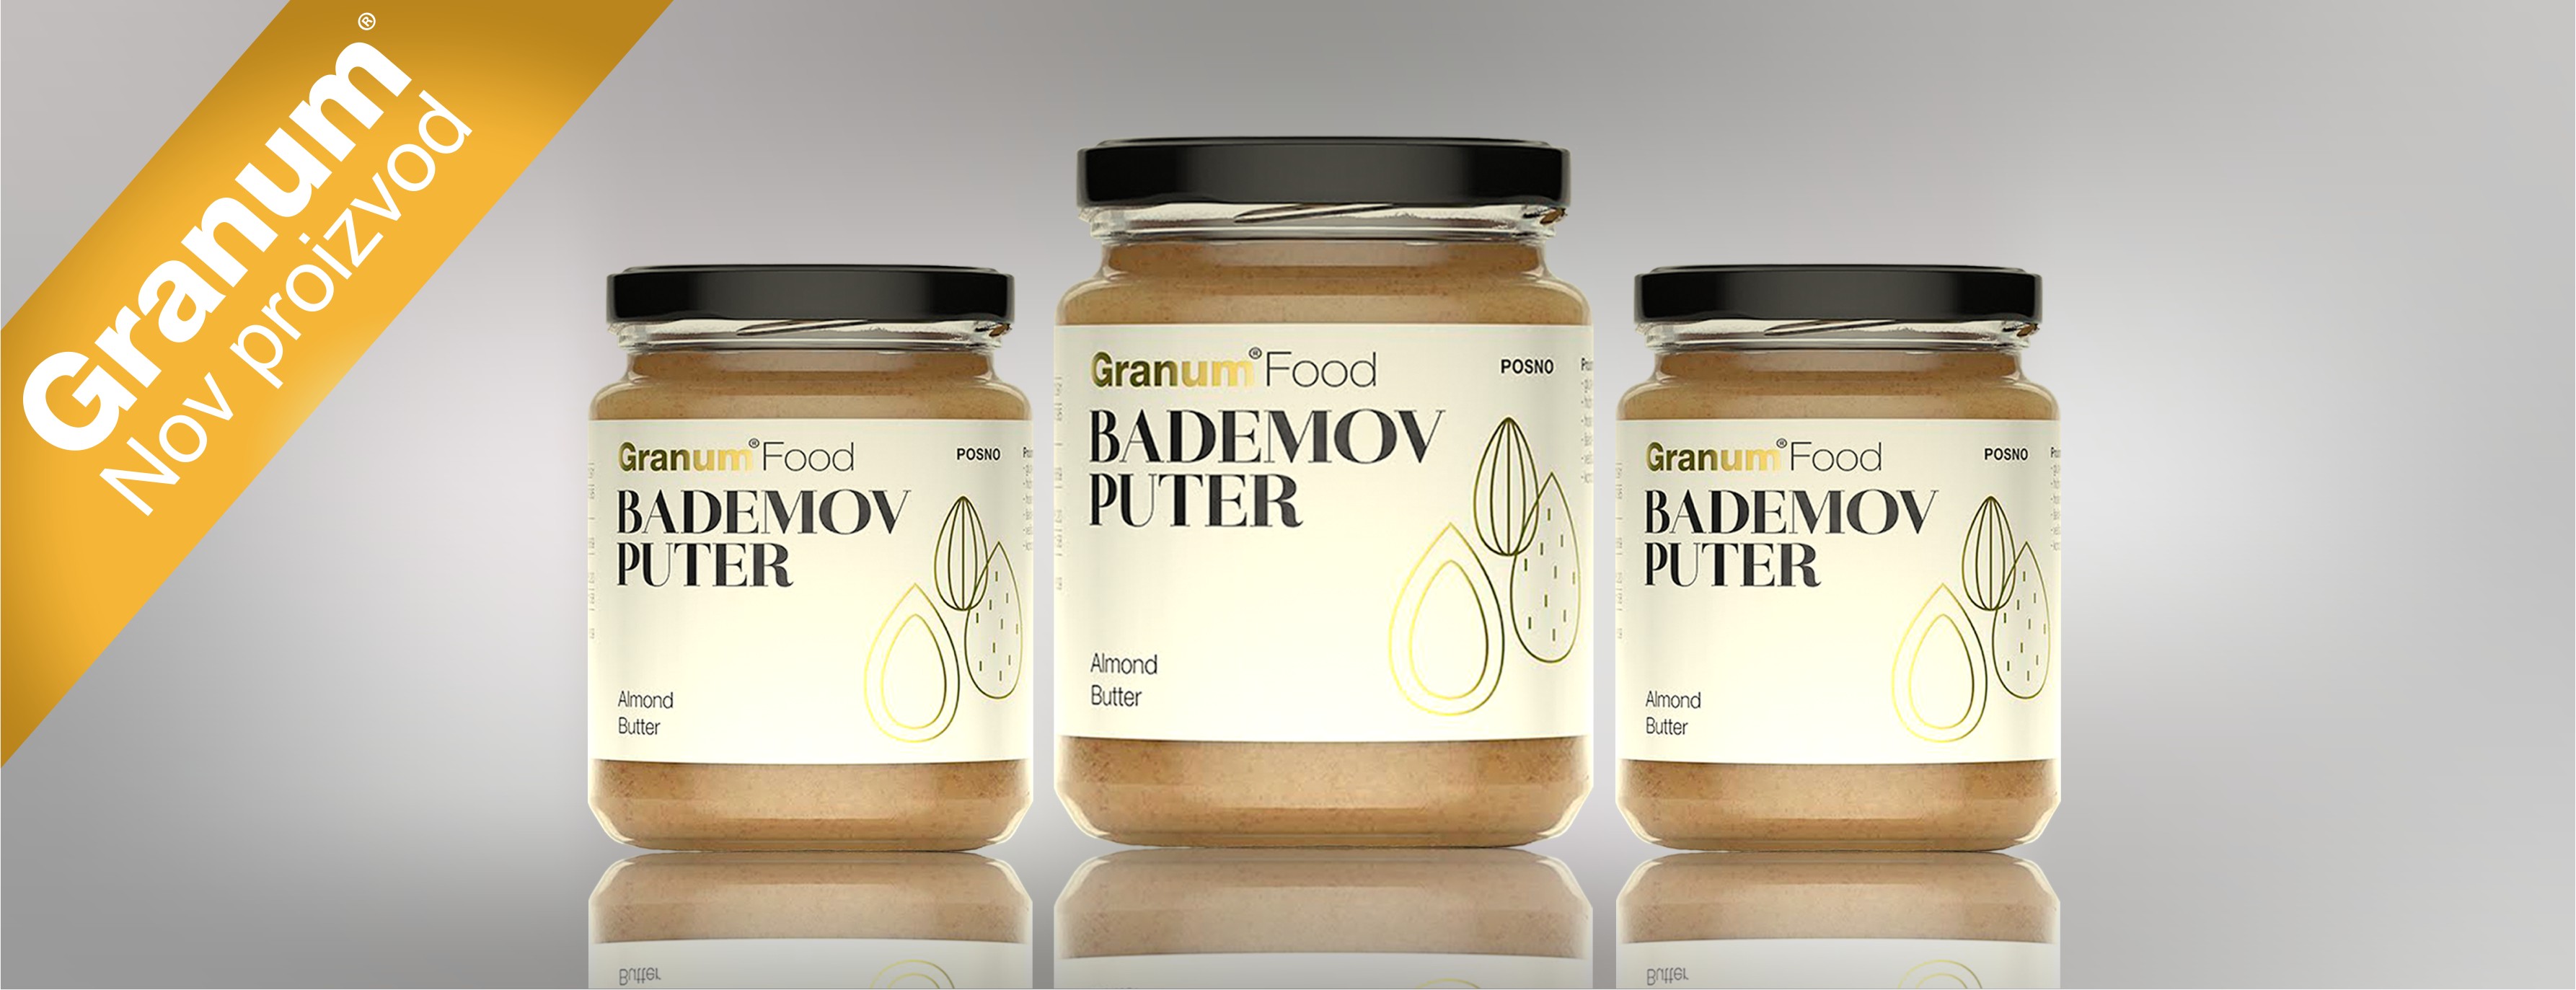 Granum®
Nov proizvod
Granum® Food
POSNO
BADEMOV
PUTER
Almond
Butter
Granum® Food
POSNO
BADEMOV
PUTER
Almond
Butter
Granum® Food
POSNO
BADEMOV
PUTER
Almond
Butter